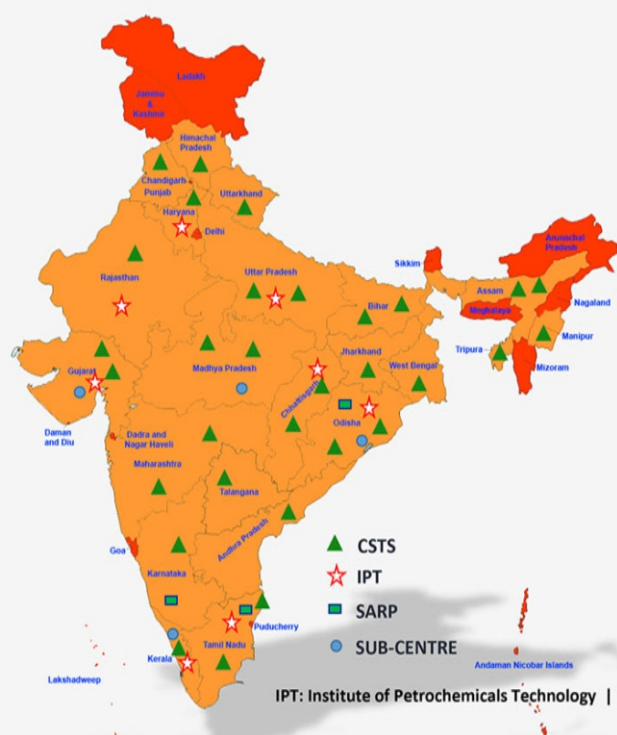 Ladakh
Jammu
&
Kashmir
Himachal
Pradesh
Chandigarh
Punjab
Uttarkhand
Haryana
Delhi
Arunachal
Pradesh
Sikkim
Rajasthan
Uttar Pradesh
Assam
Nagaland
Bihar
Meghalaya
Manipur
Tripura
Mizoram
Jharkhand
Gujarat
Madhya Pradesh
West Bengal
Chhattisgarh
Odisha
Daman
and Diu
Dadra and
Nagar Haveli
Maharashtra
Talangana
Andhra Pradesh
Goa
Karnataka
CSTS
IPT
SARP
SUB-CENTRE
Puducherry
Tamil Nadu
Kerala
Lakshadweep
Andaman Nicobar Islands
IPT: Institute of Petrochemicals Technology |